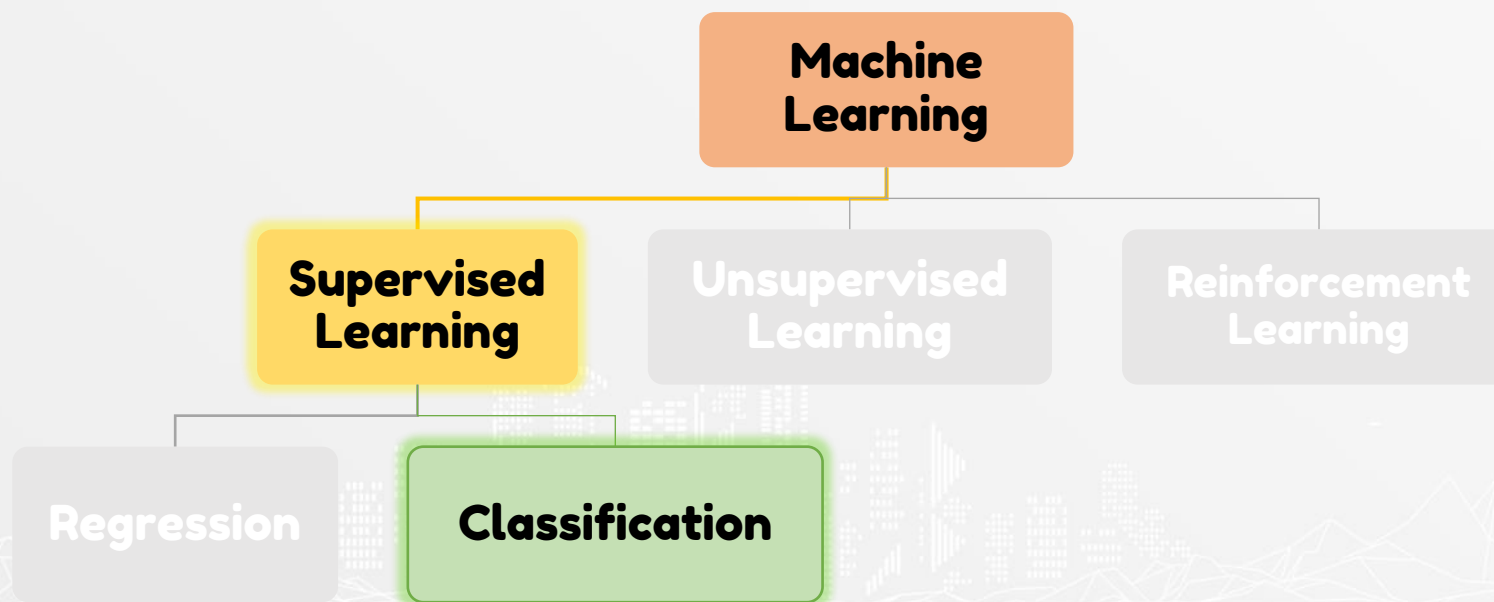 Machine
Learning
Supervised
Learning
Unsupervised
Learning
Reinforcement
Learning
Regression
Classification